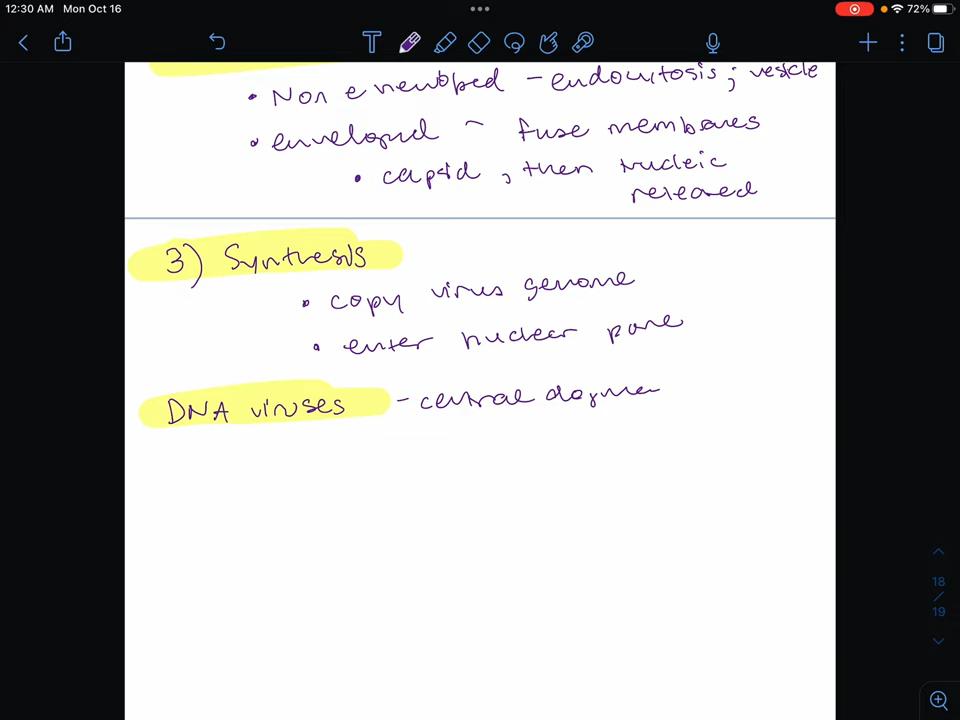 12:30 AM Mon Oct 16
72%
T
• Non enveloped - endocitosis ; vesicle
• enveloped - fuse membranes
• capsid , then nucleic
released
3) Synthesis
• copy virus genome
• enter nuclear pore
DNA viruses - central dogma
18
/
19